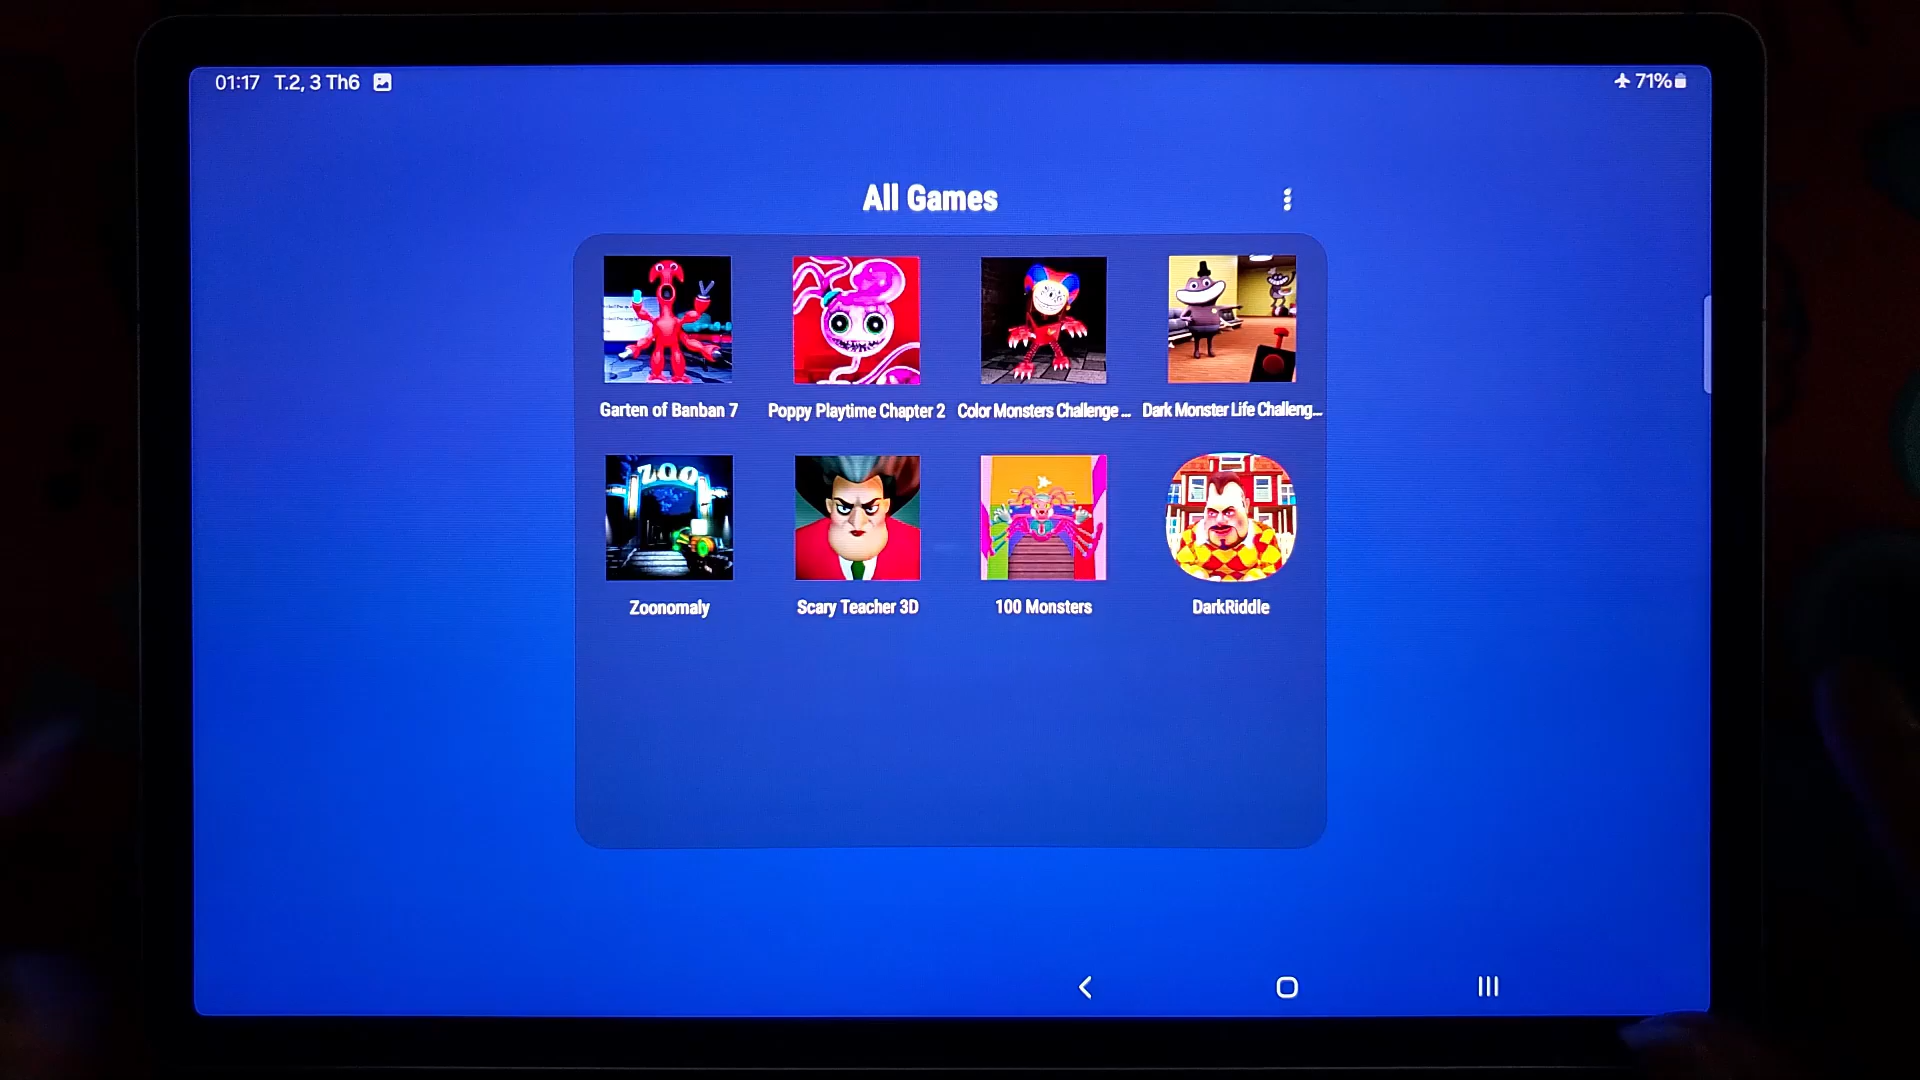 01:17 T.2, 3 Th6
71%
All Games
Garten of Banban 7
Poppy Playtime Chapter 2
Color Monsters Challenge ...
Dark Monster Life Challeng...
ZOO
Zoonomaly
Scary Teacher 3D
100 Monsters
DarkRiddle